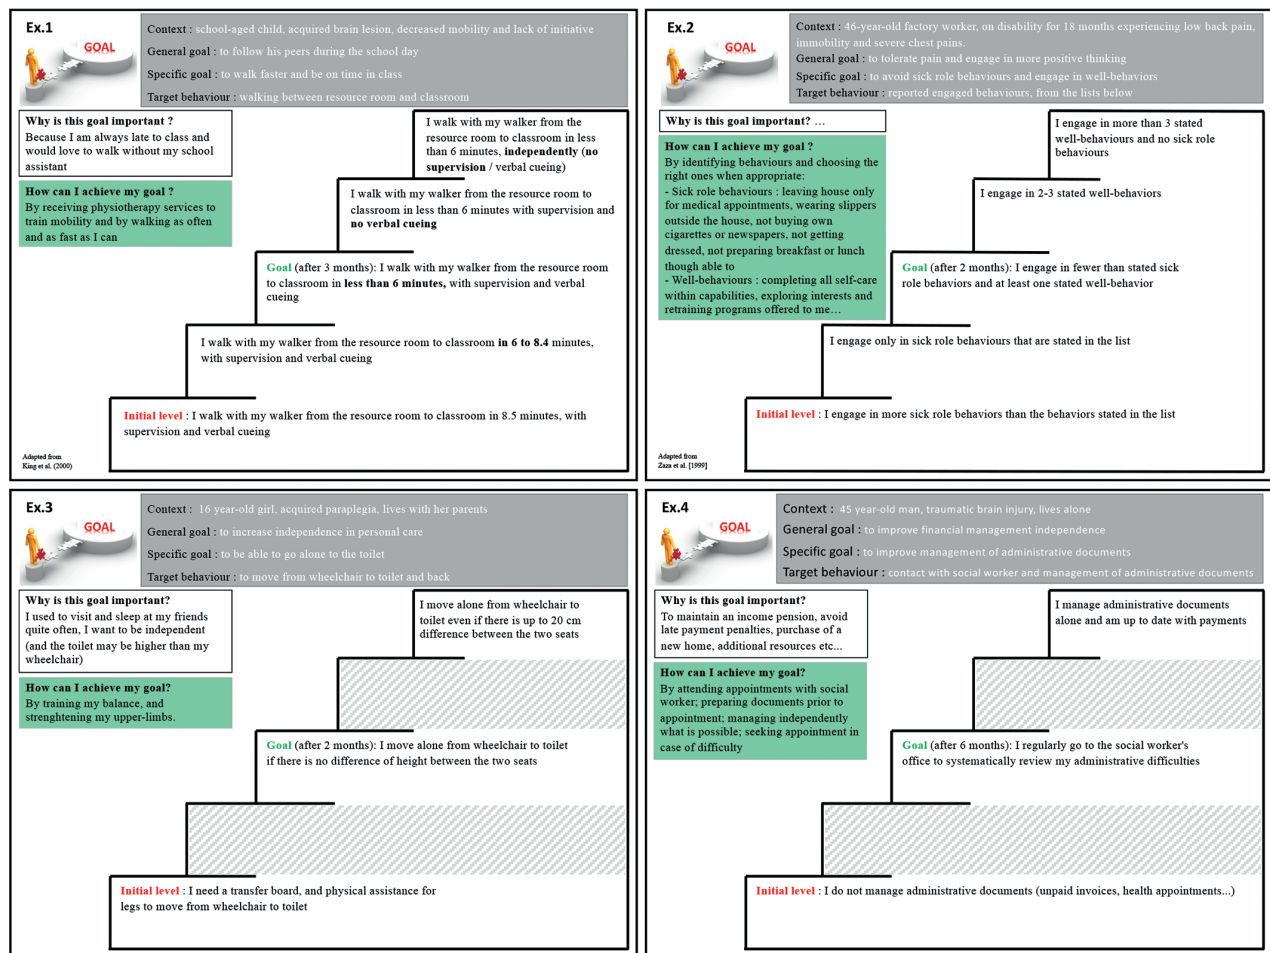 Ex.1
GOAL
Context : school-aged child, acquired brain lesion, decreased mobility and lack of initiative
General goal : to follow his peers during the school day
Specific goal : to walk faster and be on time in class
Target behaviour : walking between resource room and classroom
Why is this goal important ?
Because I am always late to class and
would love to walk without my school
assistant
How can I achieve my goal ?
By receiving physiotherapy services to
train mobility and by walking as often
and as fast as I can
I walk with my walker from the
resource room to classroom in less
than 6 minutes, independently (no
supervision / verbal cueing)
I walk with my walker from the resource room to
classroom in less than 6 minutes with supervision and
no verbal cueing
Goal (after 3 months): I walk with my walker from the resource room
to classroom in less than 6 minutes, with supervision and verbal
cueing
I walk with my walker from the resource room to classroom in 6 to 8.4 minutes,
with supervision and verbal cueing
Initial level : I walk with my walker from the resource room to classroom in 8.5 minutes, with
supervision and verbal cueing
Adapted from
King et al. (2000)
Ex.2
GOAL
Context : 46-year-old factory worker, on disability for 18 months experiencing low back pain,
immobility and severe chest pains.
General goal : to tolerate pain and engage in more positive thinking
Specific goal : to avoid sick role behaviours and engage in well-behaviors
Target behaviour : reported engaged behaviours, from the lists below
Why is this goal important? …
How can I achieve my goal?
By identifying behaviours and choosing the
right ones when appropriate:
- Sick role behaviours : leaving house only
for medical appointments, wearing slippers
outside the house, not buying own
cigarettes or newspapers, not getting
dressed, not preparing breakfast or lunch
though able to
- Well-behaviours : completing all self-care
within capabilities, exploring interests and
retraining programs offered to me…
I engage in more than 3 stated
well-behaviours and no sick role
behaviours
I engage in 2-3 stated well-behaviors
Goal (after 2 months): I engage in fewer than stated sick
role behaviors and at least one stated well-behavior
I engage only in sick role behaviours that are stated in the list
Initial level : I engage in more sick role behaviors than the behaviors stated in the list
Adapted from
Zaza et al. [1999]
Ex.3
GOAL
Context : 16 year-old girl, acquired paraplegia, lives with her parents
General goal : to increase independence in personal care
Specific goal : to be able to go alone to the toilet
Target behaviour : to move from wheelchair to toilet and back
Why is this goal important?
I used to visit and sleep at my friends
quite often, I want to be independent
(and the toilet may be higher than my
wheelchair)
How can I achieve my goal?
By training my balance, and
strenghtening my upper-limbs.
I move alone from wheelchair to
toilet even if there is up to 20 cm
difference between the two seats
Goal (after 2 months): I move alone from wheelchair to toilet
if there is no difference of height between the two seats
Initial level : I need a transfer board, and physical assistance for
legs to move from wheelchair to toilet
Ex.4
GOAL
Context : 45 year-old man, traumatic brain injury, lives alone
General goal : to improve financial management independence
Specific goal : to improve management of administrative documents
Target behaviour : contact with social worker and management of administrative documents
Why is this goal important?
To maintain an income pension, avoid
late payment penalties, purchase of a
new home, additional resources etc...
How can I achieve my goal?
By attending appointments with social
worker; preparing documents prior to
appointment; managing independently
what is possible; seeking appointment in
case of difficulty
I manage administrative documents
alone and am up to date with payments
Goal (after 6 months): I regularly go to the social worker's
office to systematically review my administrative difficulties
Initial level : I do not manage administrative documents (unpaid invoices, health appointments...)